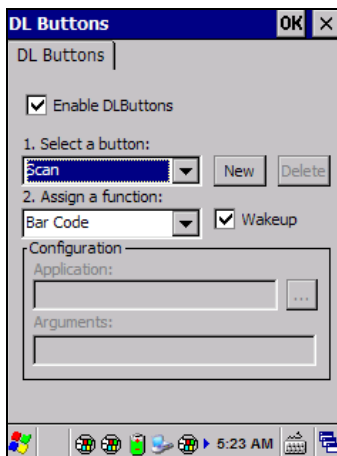 DL Buttons OK ×
DL Buttons
Enable DLButtons
1. Select a button:
Scan New Delete
2. Assign a function:
Bar Code Wakeup
Configuration
Application:
...
Arguments:
5:23 AM